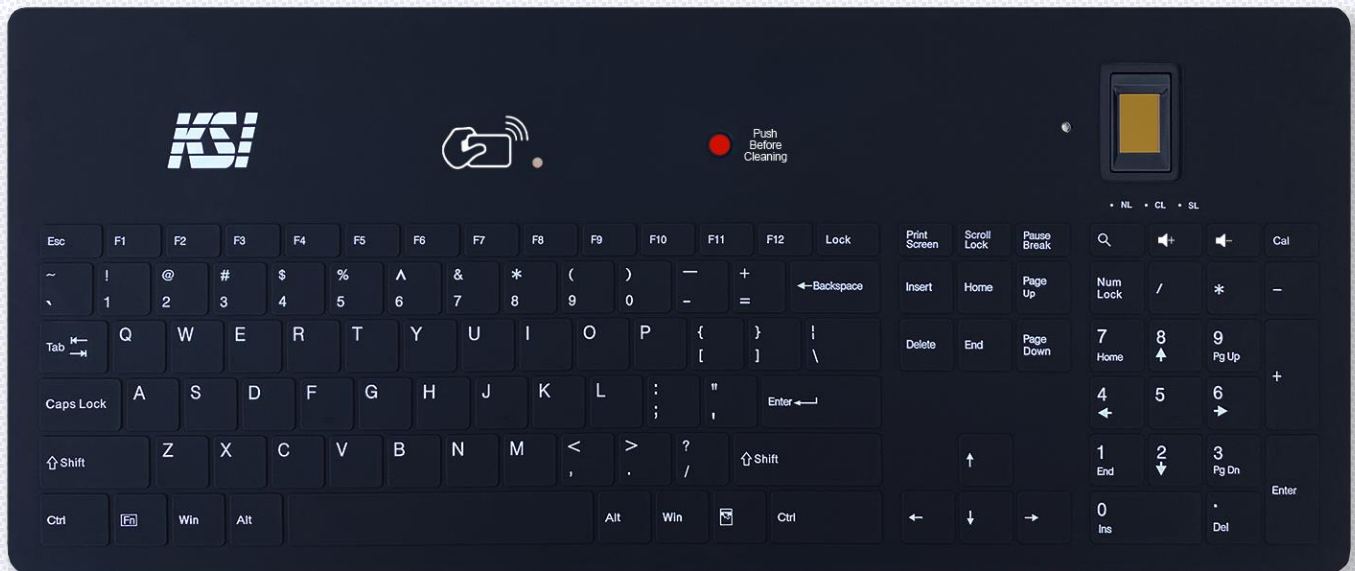 KSI
Push
Before
Cleaning
• NL • CL • SL
Esc F1 F2 F3 F4 F5 F6 F7 F8 F9 F10 F11 F12 Lock Print Screen Scroll Lock Pause Break Cal
~ ! @ # $ % ^ & * ( ) — + ←Backspace Insert Home Page Up Num Lock / * −
` 1 2 3 4 5 6 7 8 9 0 - =
Tab Q W E R T Y U I O P { } ¦ Delete End Page Down 7 Home 8 ↑ 9 Pg Up +
[ ] \
Caps Lock A S D F G H J K L : " Enter 4 ← 5 6 →
; '
⇧ Shift Z X C V B N M < > ? ⇧ Shift ↑ 1 End 2 ↓ 3 Pg Dn Enter
, . /
Ctrl Fn Win Alt Alt Win Ctrl ← ↓ → 0 Ins . Del